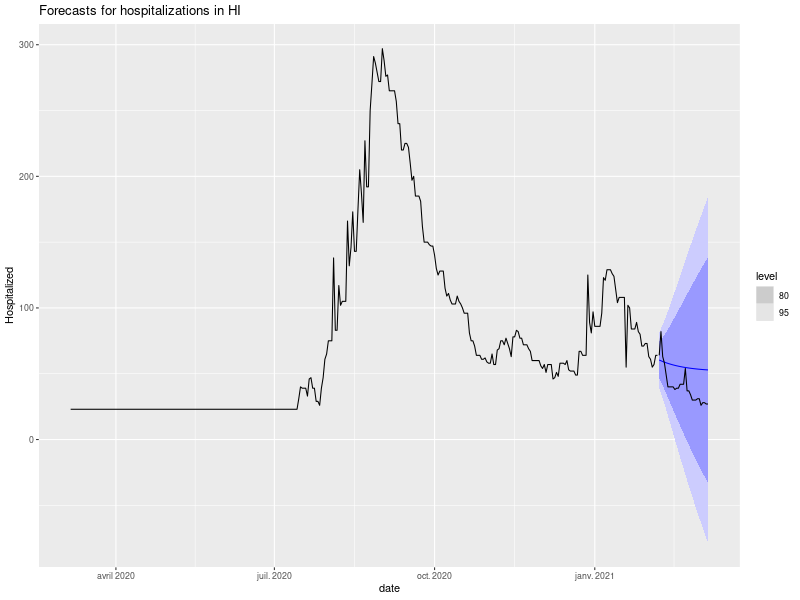 Forecasts for hospitalizations in HI
300
200
100
0
Hospitalized
avril 2020
juil. 2020
oct. 2020
janv. 2021
date
level
80
95